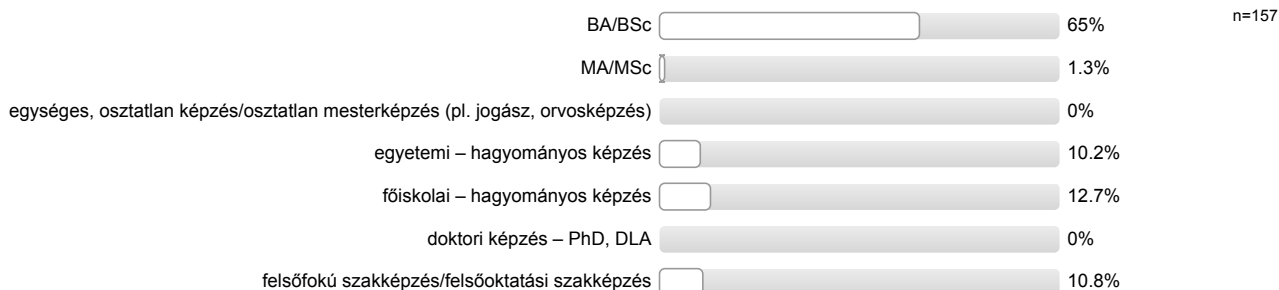 BA/BSc 65% n=157
MA/MSc 1.3%
egységes, osztatlan képzés/osztatlan mesterképzés (pl. jogász, orvosképzés) 0%
egyetemi – hagyományos képzés 10.2%
főiskolai – hagyományos képzés 12.7%
doktori képzés – PhD, DLA 0%
felsőfokú szakképzés/felsőoktatási szakképzés 10.8%